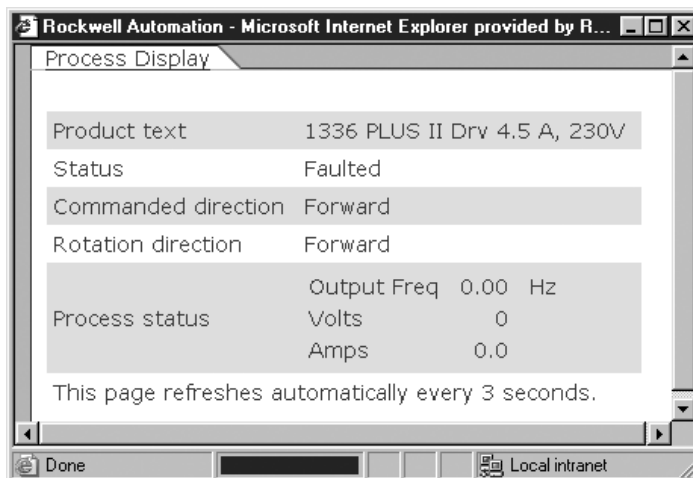 Rockwell Automation - Microsoft Internet Explorer provided by R...
Process Display
Product text 1336 PLUS II Drv 4.5 A, 230V
Status Faulted
Commanded direction Forward
Rotation direction Forward
Process status
Output Freq 0.00 Hz
Volts 0
Amps 0.0
This page refreshes automatically every 3 seconds.
Done Local intranet